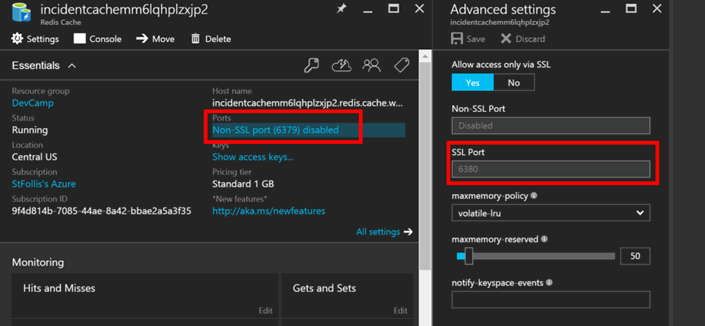 incidentcachemm6lqhplzxjp2
Redis Cache
Settings
Console
Move
Delete
Essentials
Resource group
DevCamp
Status
Running
Location
Central US
Subscription
StFollis's Azure
Subscription ID
9f4d814b-7085-44ae-8a42-bbae2a5a3f35
Host name
incidentcachemm6lqhplzxjp2.redis.cache.w...
Ports
Non-SSL port (6379) disabled
Keys
Show access keys...
Pricing tier
Standard 1 GB
*New features*
http://aka.ms/newfeatures
All settings
Monitoring
Hits and Misses
Edit
Gets and Sets
Edit
Advanced settings
incidentcachemm6lqhplzxjp2
Save
Discard
Allow access only via SSL
Yes
No
Non-SSL Port
Disabled
SSL Port
6380
maxmemory-policy
volatile-lru
maxmemory-reserved
50
notify-keyspace-events